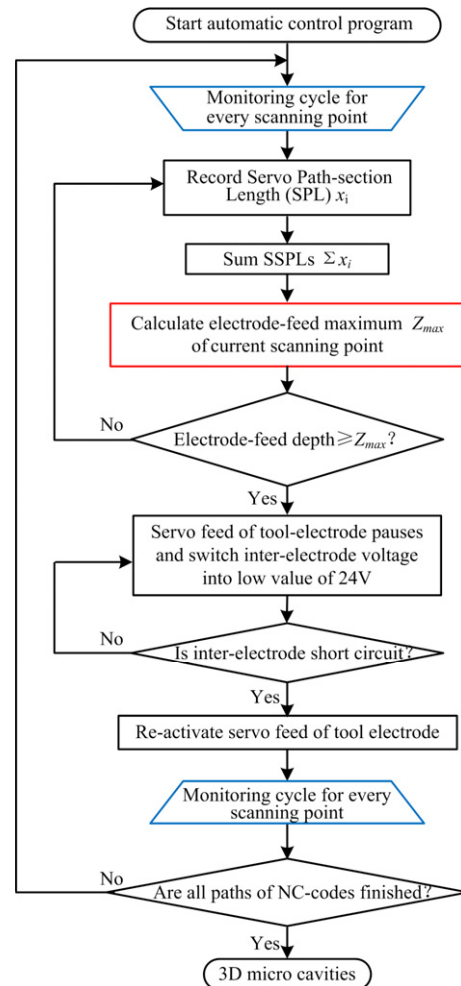 Start automatic control program
Monitoring cycle for
every scanning point
Record Servo Path-section
Length (SPL) xi
Sum SSPLs Σxi
Calculate electrode-feed maximum Zmax
of current scanning point
No
Electrode-feed depth≥Zmax?
Yes
Servo feed of tool-electrode pauses
and switch inter-electrode voltage
into low value of 24V
No
Is inter-electrode short circuit?
Yes
Re-activate servo feed of tool electrode
Monitoring cycle for every
scanning point
No
Are all paths of NC-codes finished?
Yes
3D micro cavities